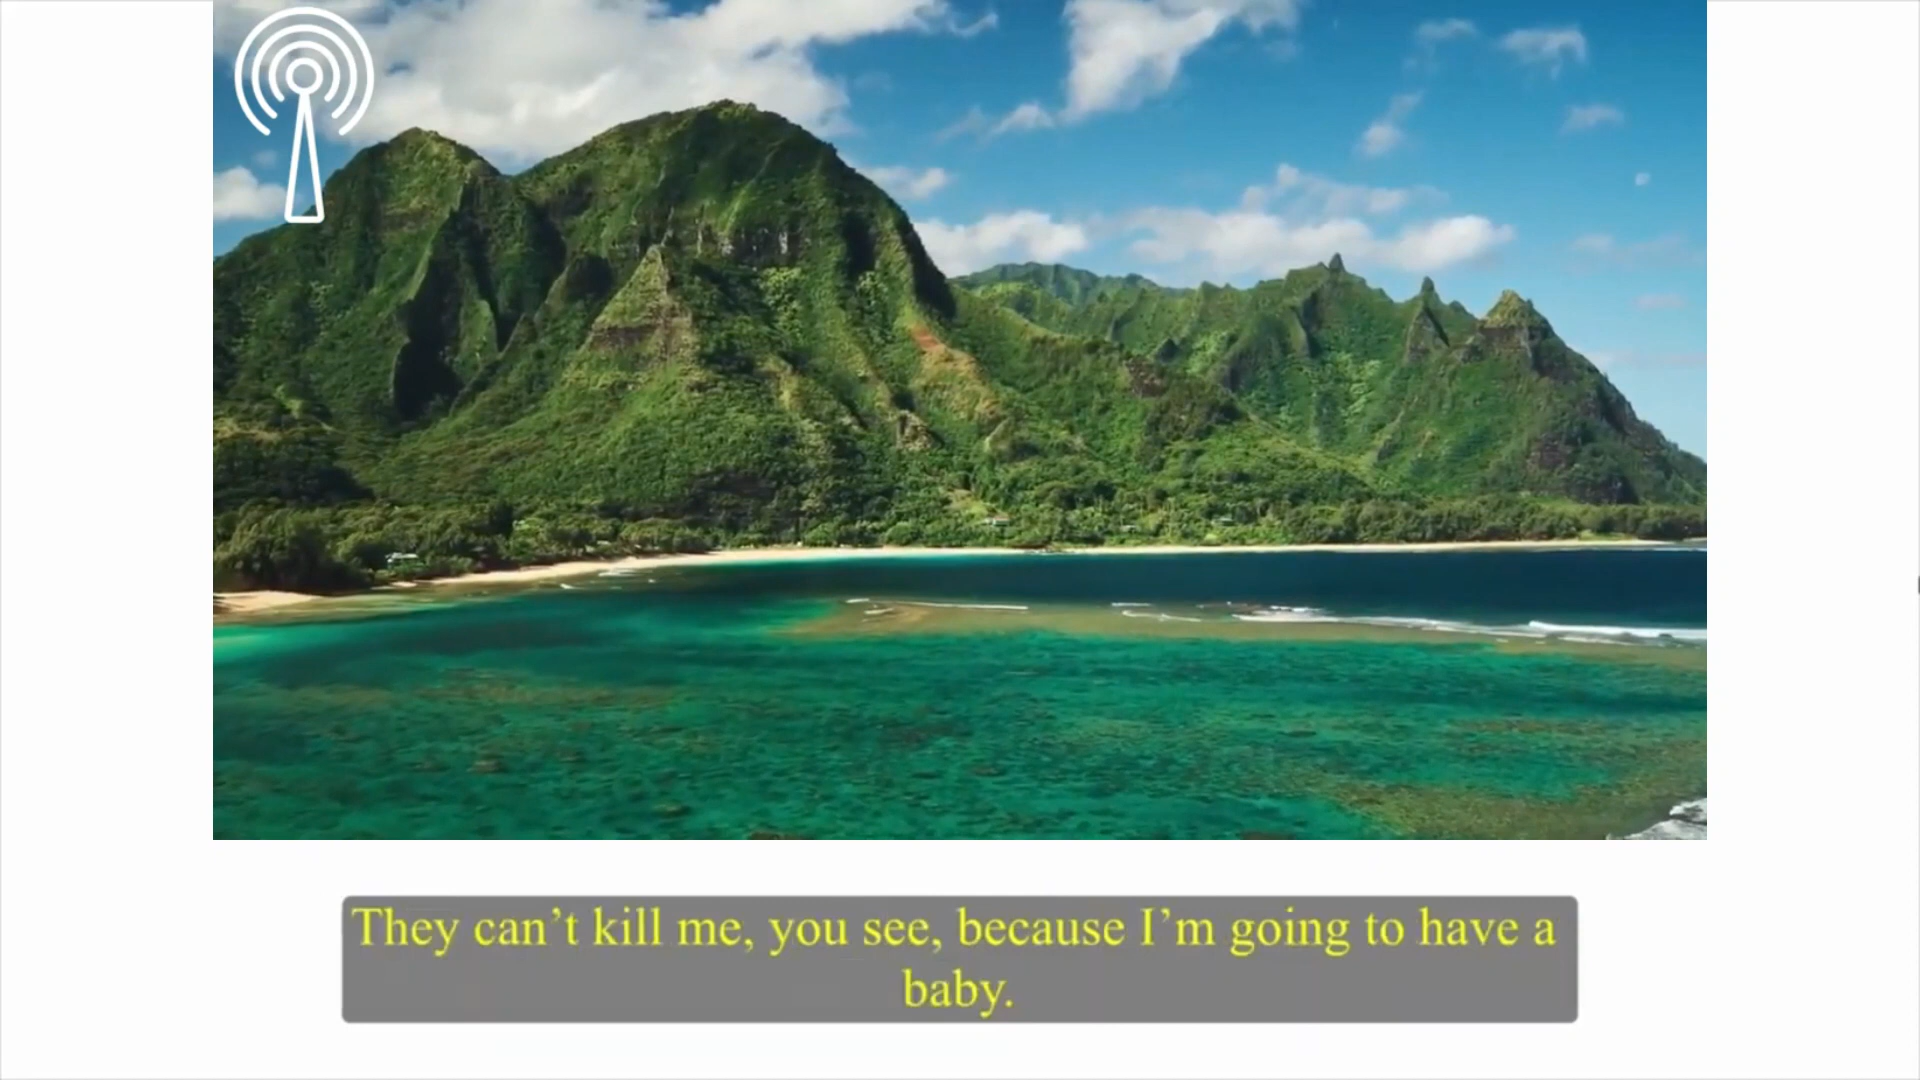 They can’t kill me, you see, because I’m going to have a
baby.